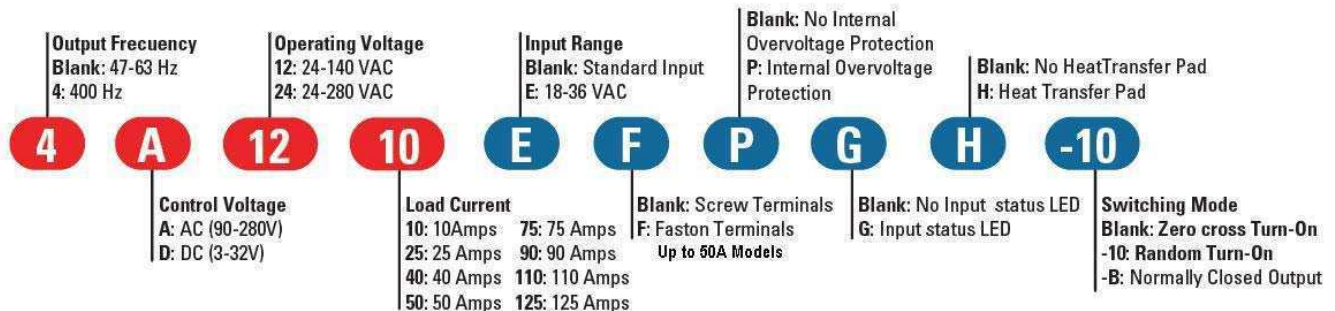 Output Frecuency
Blank: 47-63 Hz
4: 400 Hz
Operating Voltage
12: 24-140 VAC
24: 24-280 VAC
Input Range
Blank: Standard Input
E: 18-36 VAC
Blank: No Internal
Overvoltage Protection
P: Internal Overvoltage
Protection
Blank: No HeatTransfer Pad
H: Heat Transfer Pad
4 A 12 10 E F P G H -10
Control Voltage
A: AC (90-280V)
D: DC (3-32V)
Load Current
10: 10Amps 75: 75 Amps
25: 25 Amps 90: 90 Amps
40: 40 Amps 110: 110 Amps
50: 50 Amps 125: 125 Amps
Blank: Screw Terminals
F: Faston Terminals
Up to 50A Models
Blank: No Input status LED
G: Input status LED
Switching Mode
Blank: Zero cross Turn-On
-10: Random Turn-On
-B: Normally Closed Output